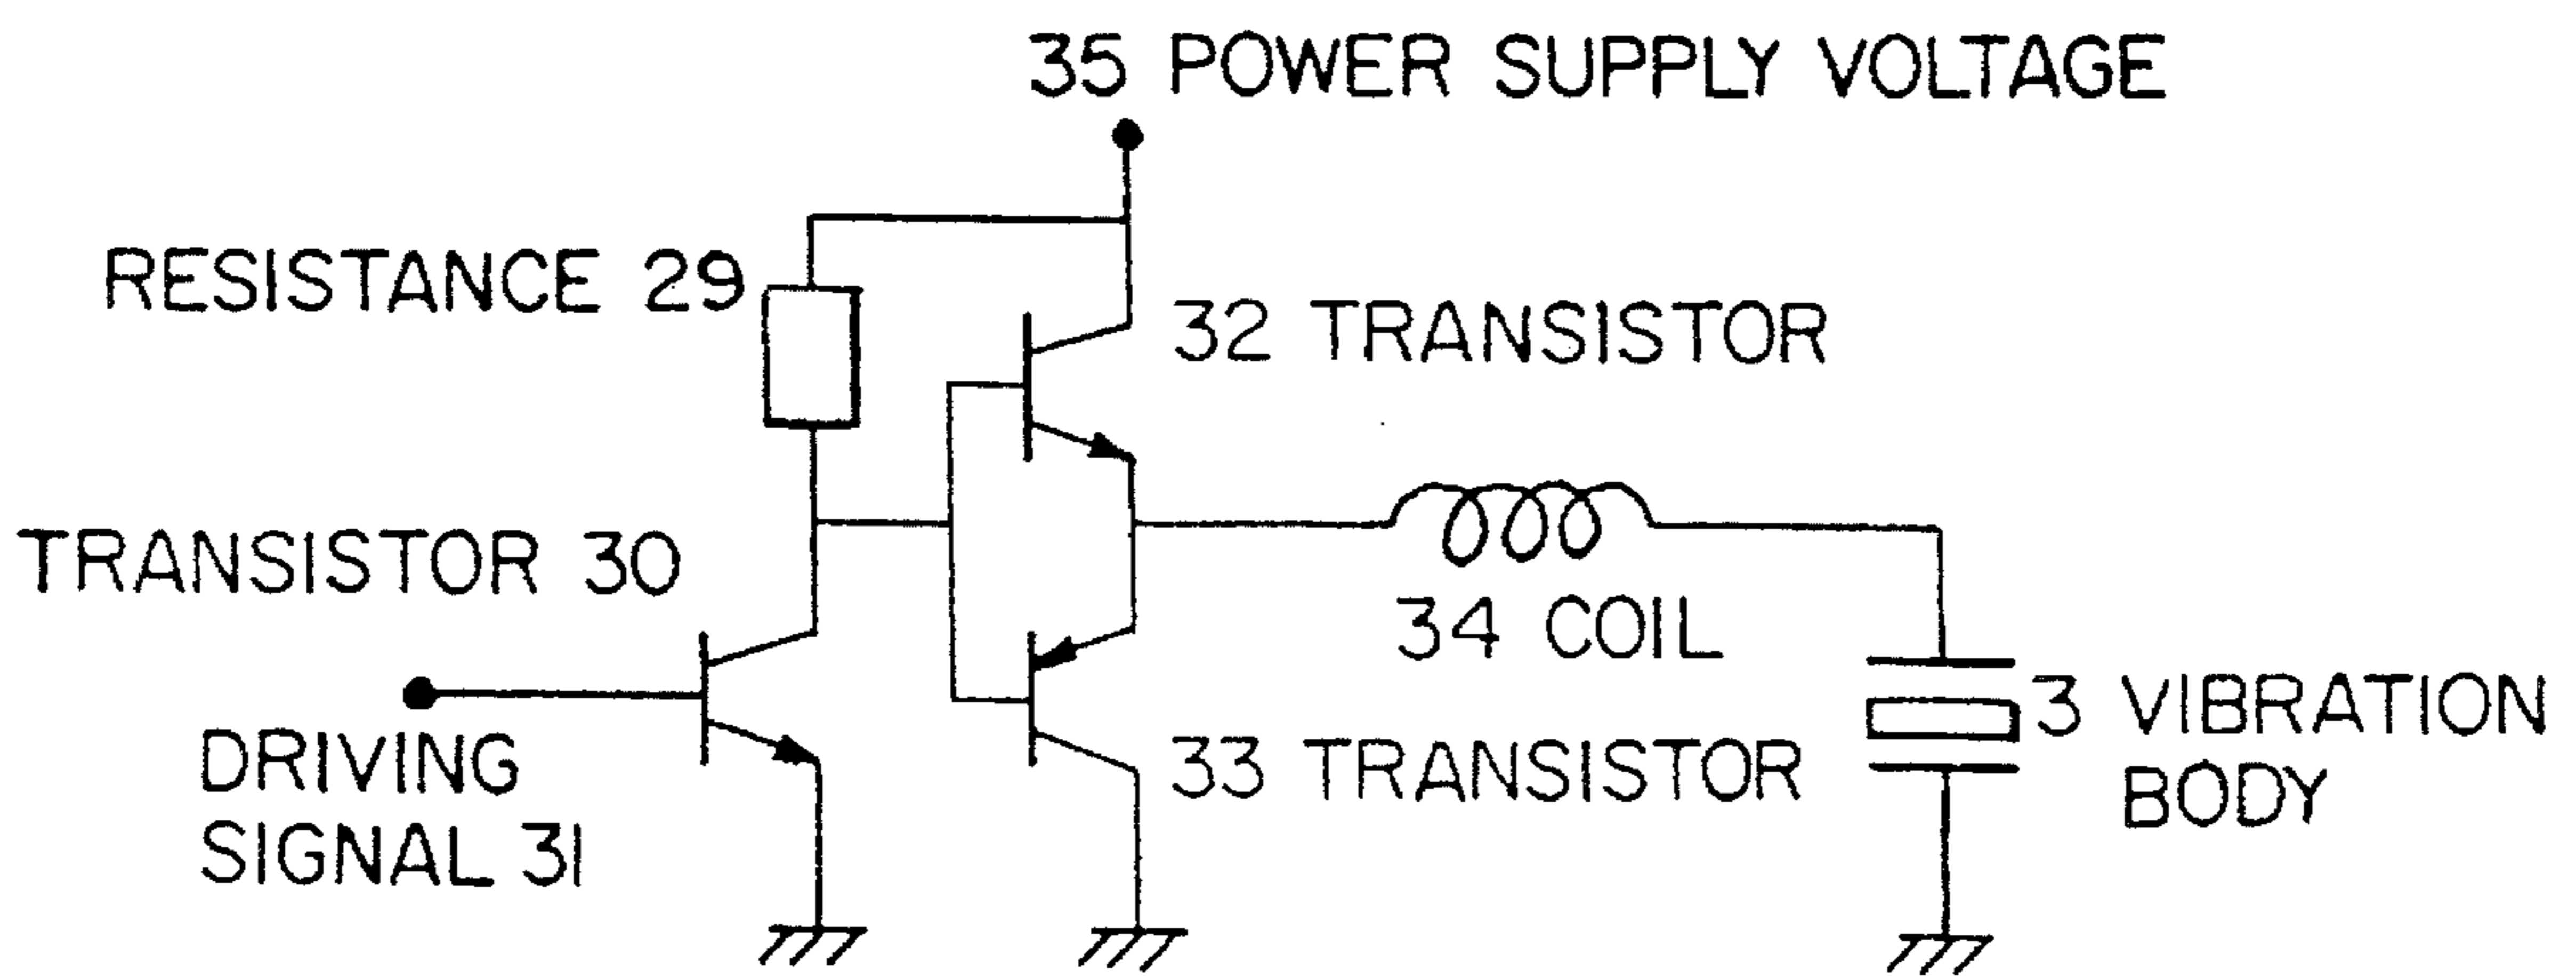 35 POWER SUPPLY VOLTAGE
RESISTANCE 29
32 TRANSISTOR
TRANSISTOR 30
34 COIL
3 VIBRATION
BODY
DRIVING
SIGNAL 31
33 TRANSISTOR